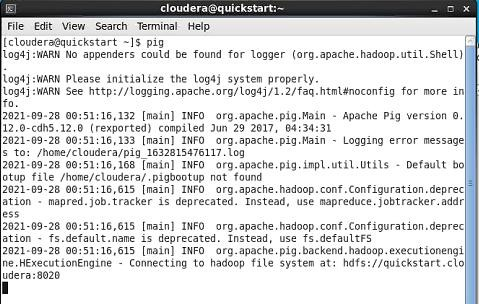 cloudera@quickstart:~
File Edit View Search Terminal Help
[cloudera@quickstart ~]$ pig
log4j:WARN No appenders could be found for logger (org.apache.hadoop.util.Shell)
.
log4j:WARN Please initialize the log4j system properly.
log4j:WARN See http://logging.apache.org/log4j/1.2/faq.html#noconfig for more in
fo.
2021-09-28 00:51:16,132 [main] INFO  org.apache.pig.Main - Apache Pig version 0.
12.0-cdh5.12.0 (rexported) compiled Jun 29 2017, 04:34:31
2021-09-28 00:51:16,133 [main] INFO  org.apache.pig.Main - Logging error message
s to: /home/cloudera/pig_1632815476117.log
2021-09-28 00:51:16,168 [main] INFO  org.apache.pig.impl.util.Utils - Default bo
otup file /home/cloudera/.pigbootup not found
2021-09-28 00:51:16,615 [main] INFO  org.apache.hadoop.conf.Configuration.deprec
ation - mapred.job.tracker is deprecated. Instead, use mapreduce.jobtracker.addr
ess
2021-09-28 00:51:16,615 [main] INFO  org.apache.hadoop.conf.Configuration.deprec
ation - fs.default.name is deprecated. Instead, use fs.defaultFS
2021-09-28 00:51:16,615 [main] INFO  org.apache.pig.backend.hadoop.executionengi
ne.HExecutionEngine - Connecting to hadoop file system at: hdfs://quickstart.clo
udera:8020